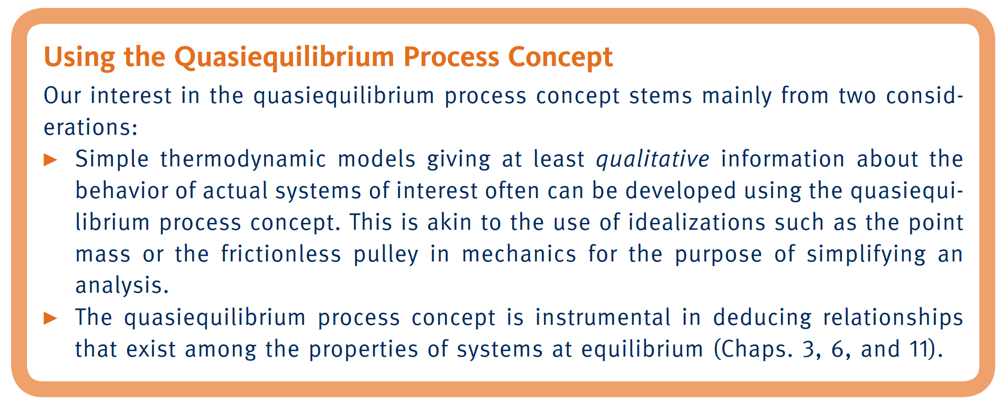 Using the Quasiequilibrium Process Concept
Our interest in the quasiequilibrium process concept stems mainly from two consid-
erations:
► Simple thermodynamic models giving at least qualitative information about the
behavior of actual systems of interest often can be developed using the quasiequi-
librium process concept. This is akin to the use of idealizations such as the point
mass or the frictionless pulley in mechanics for the purpose of simplifying an
analysis.
► The quasiequilibrium process concept is instrumental in deducing relationships
that exist among the properties of systems at equilibrium (Chaps. 3, 6, and 11).